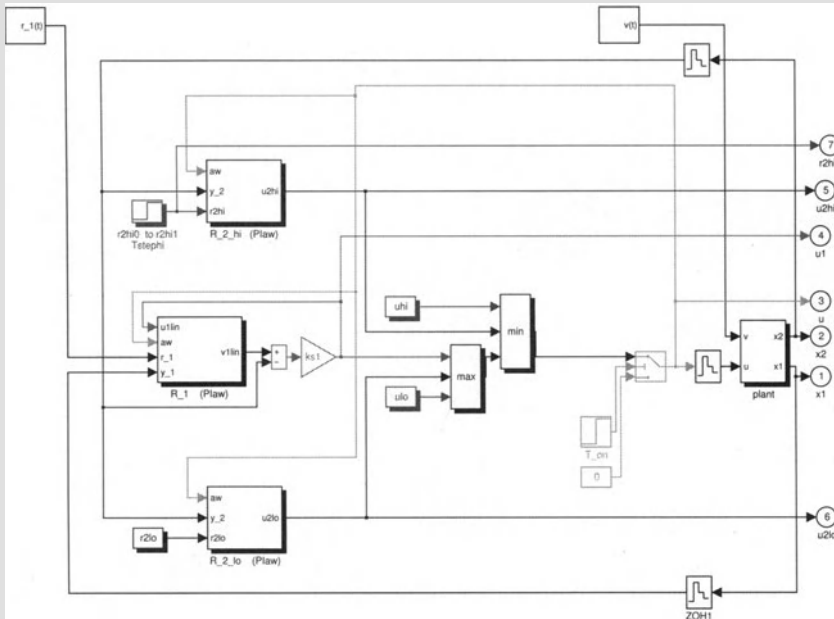 r_1(t)
v(t)
7
r2hi
aw
y_2
r2hi
u2hi
R_2_hi (Plaw)
r2hi0 to r2hi1
Tstephi
5
u2hi
4
u1
3
u
uhi
min
u1lin
aw
r_1
y_1
v1lin
R_1 (Plaw)
+
−
ks1
max
ulo
v
u
x2
x1
plant
2
x2
1
x1
T_on
0
aw
y_2
r2lo
u2lo
R_2_lo (Plaw)
r2lo
6
u2lo
ZOH1